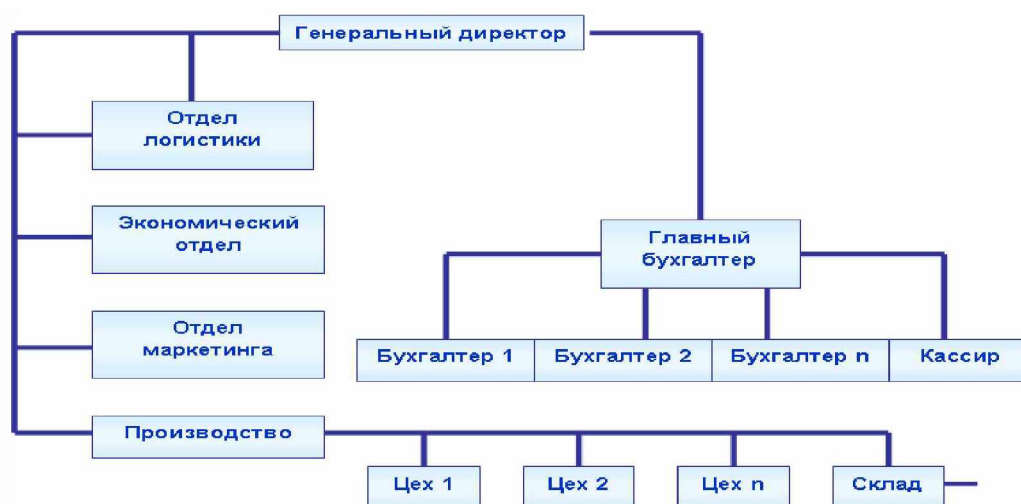 Генеральный директор
Отдел
логистики
Экономический
отдел
Главный
бухгалтер
Отдел
маркетинга
Бухгалтер 1
Бухгалтер 2
Бухгалтер n
Кассир
Производство
Цех 1
Цех 2
Цех n
Склад